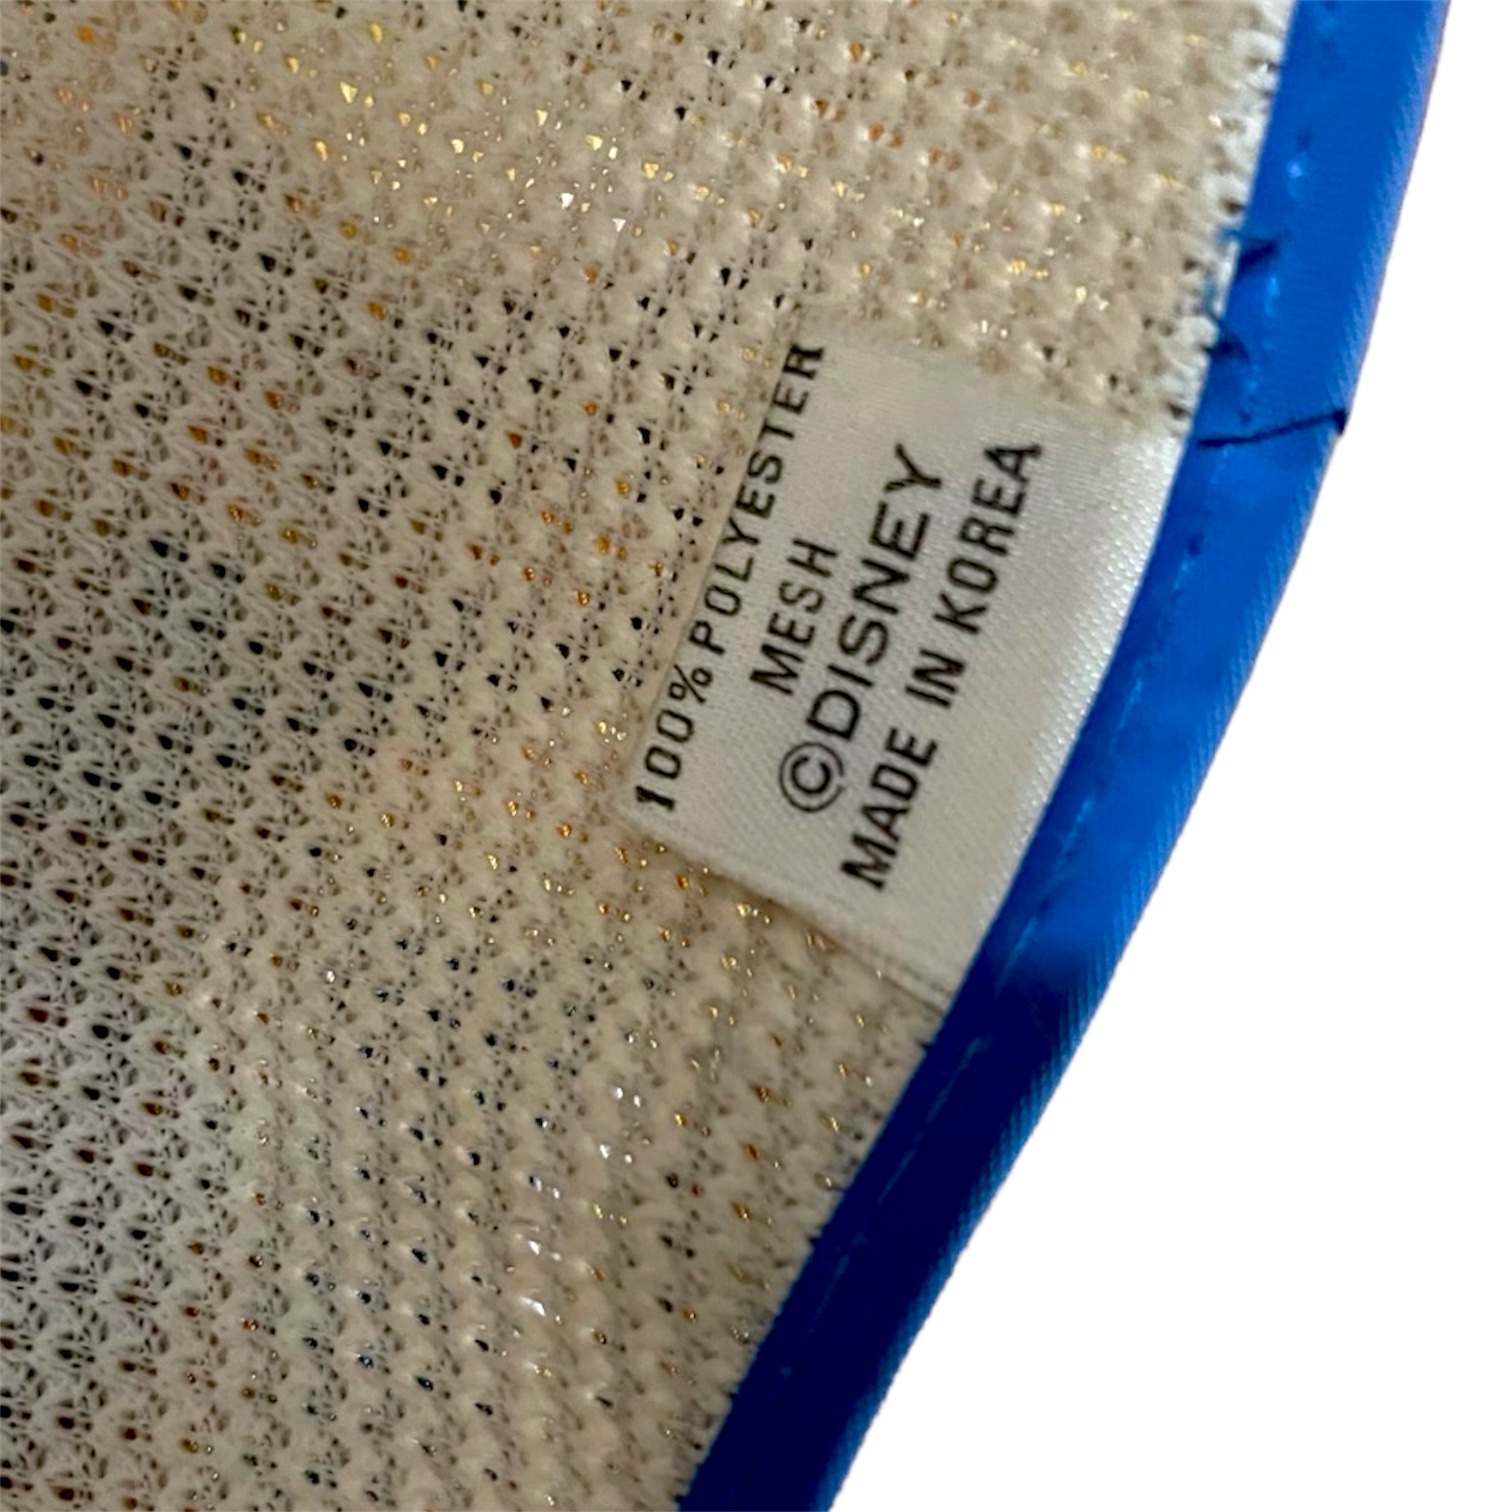 100% POLYESTER
MESH
©DISNEY
MADE IN KOREA